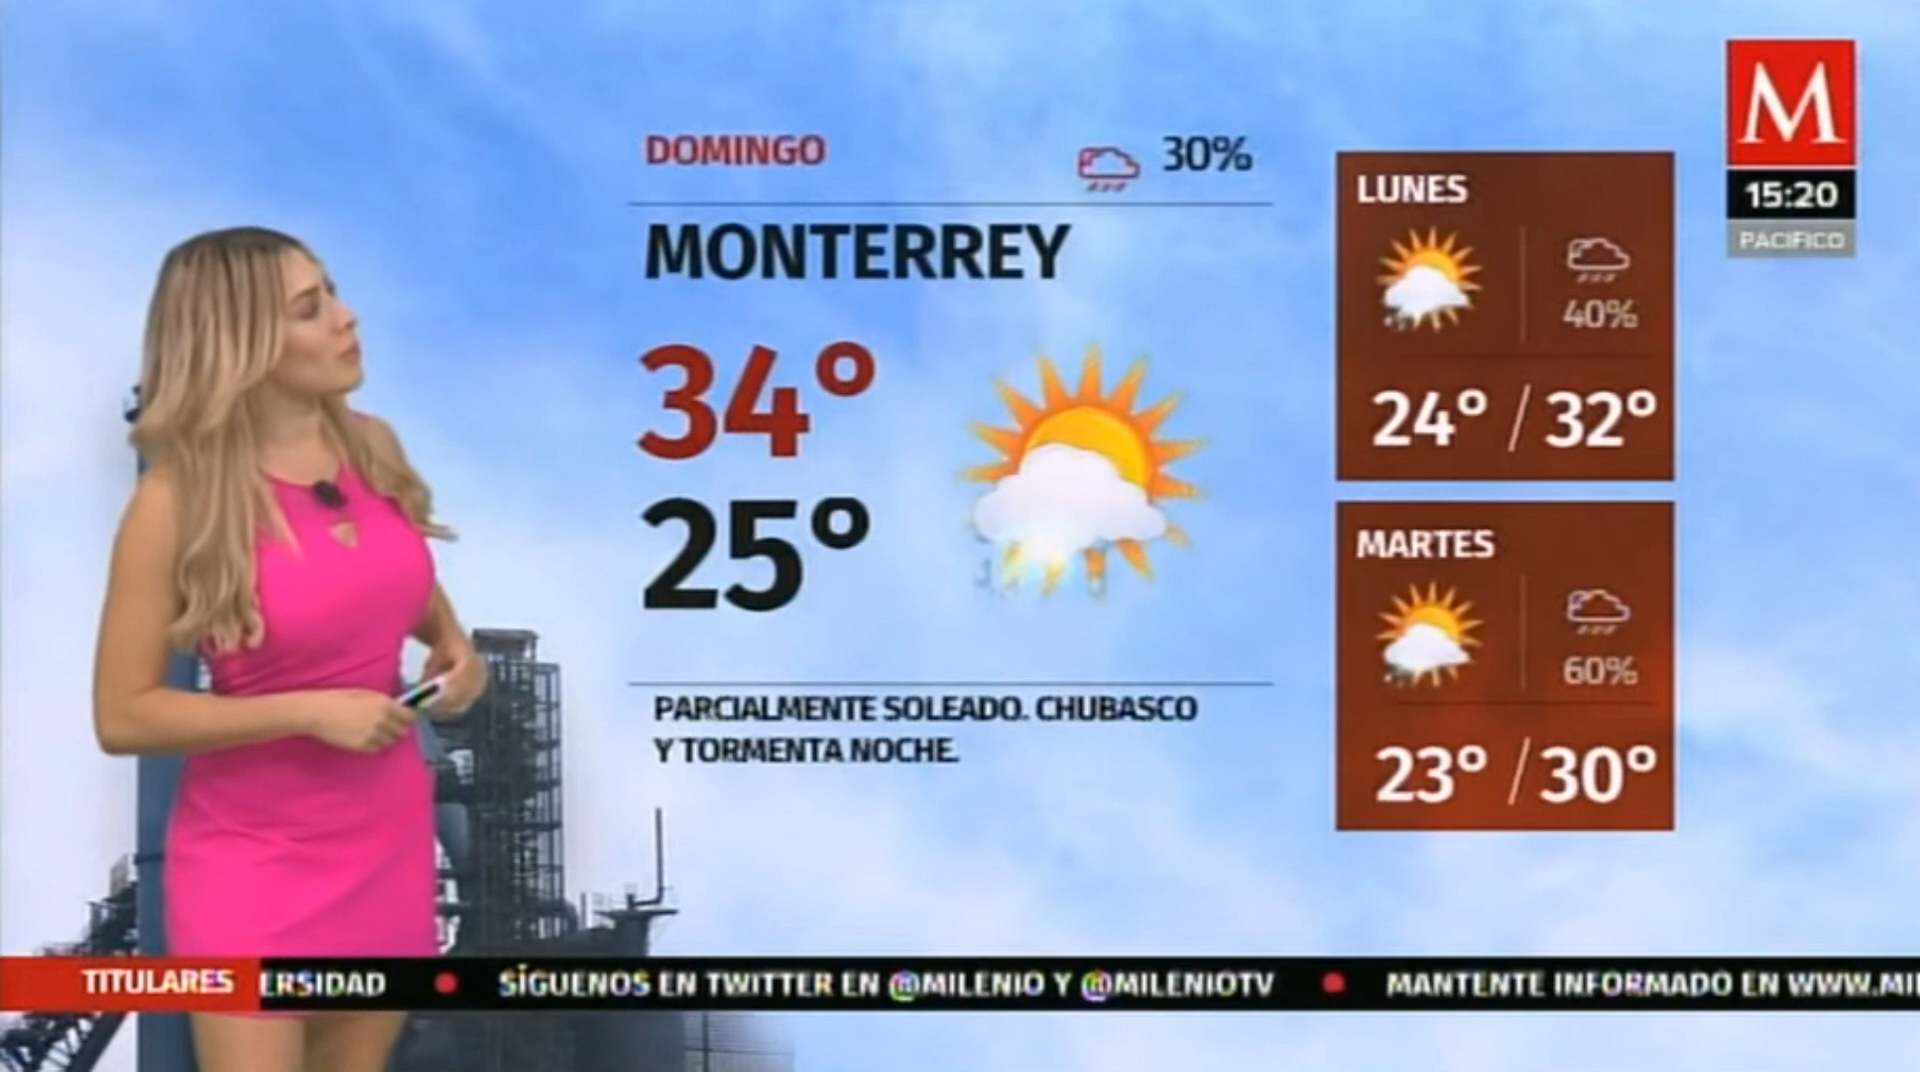 DOMINGO
30%
MONTERREY
34°
25°
PARCIALMENTE SOLEADO. CHUBASCO
Y TORMENTA NOCHE.
LUNES
40%
24° / 32°
MARTES
60%
23° / 30°
M
15:20
PACIFICO
TITULARES
ERSIDAD • SÍGUENOS EN TWITTER EN @MILENIO Y @MILENIOTV • MANTENTE INFORMADO EN WWW.MI